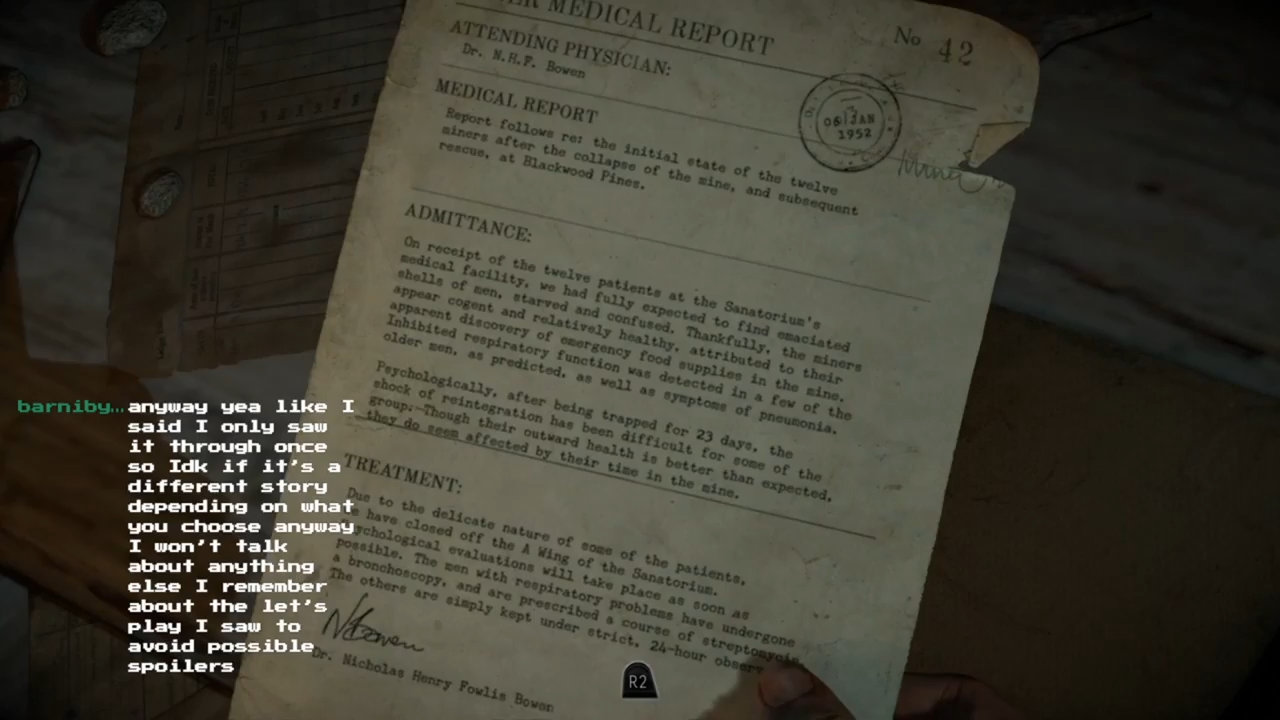 ER MEDICAL REPORT
No 42
ATTENDING PHYSICIAN:
Dr. N.H.F. Bowen
06 JAN
1952
MEDICAL REPORT
Report follows re: the initial state of the twelve
miners after the collapse of the mine, and subsequent
rescue, at Blackwood Pines.
ADMITTANCE:
On receipt of the twelve patients at the Sanatorium's
medical facility, we had fully expected to find emaciated
shells of men, starved and confused. Thankfully, the miners
appear cogent and relatively healthy, attributed to their
apparent discovery of emergency food supplies in the mine.
Inhibited respiratory function was detected in a few of the
older men, as predicted, as well as symptoms of pneumonia.
Psychologically, after being trapped for 23 days, the
shock of reintegration has been difficult for some of the
group. Though their outward health is better than expected,
they do seem affected by their time in the mine.
TREATMENT:
Due to the delicate nature of some of the patients,
we have closed off the A Wing of the Sanatorium.
Psychological evaluations will take place as soon as
possible. The men with respiratory problems have undergone
a bronchoscopy, and are prescribed a course of streptomycin
The others are simply kept under strict, 24-hour observ
Dr. Nicholas Henry Fowlis Bowen
barniby... anyway yea like I
said I only saw
it through once
so Idk if it's a
different story
depending on what
you choose anyway
I won't talk
about anything
else I remember
about the let's
play I saw to
avoid possible
spoilers
R2